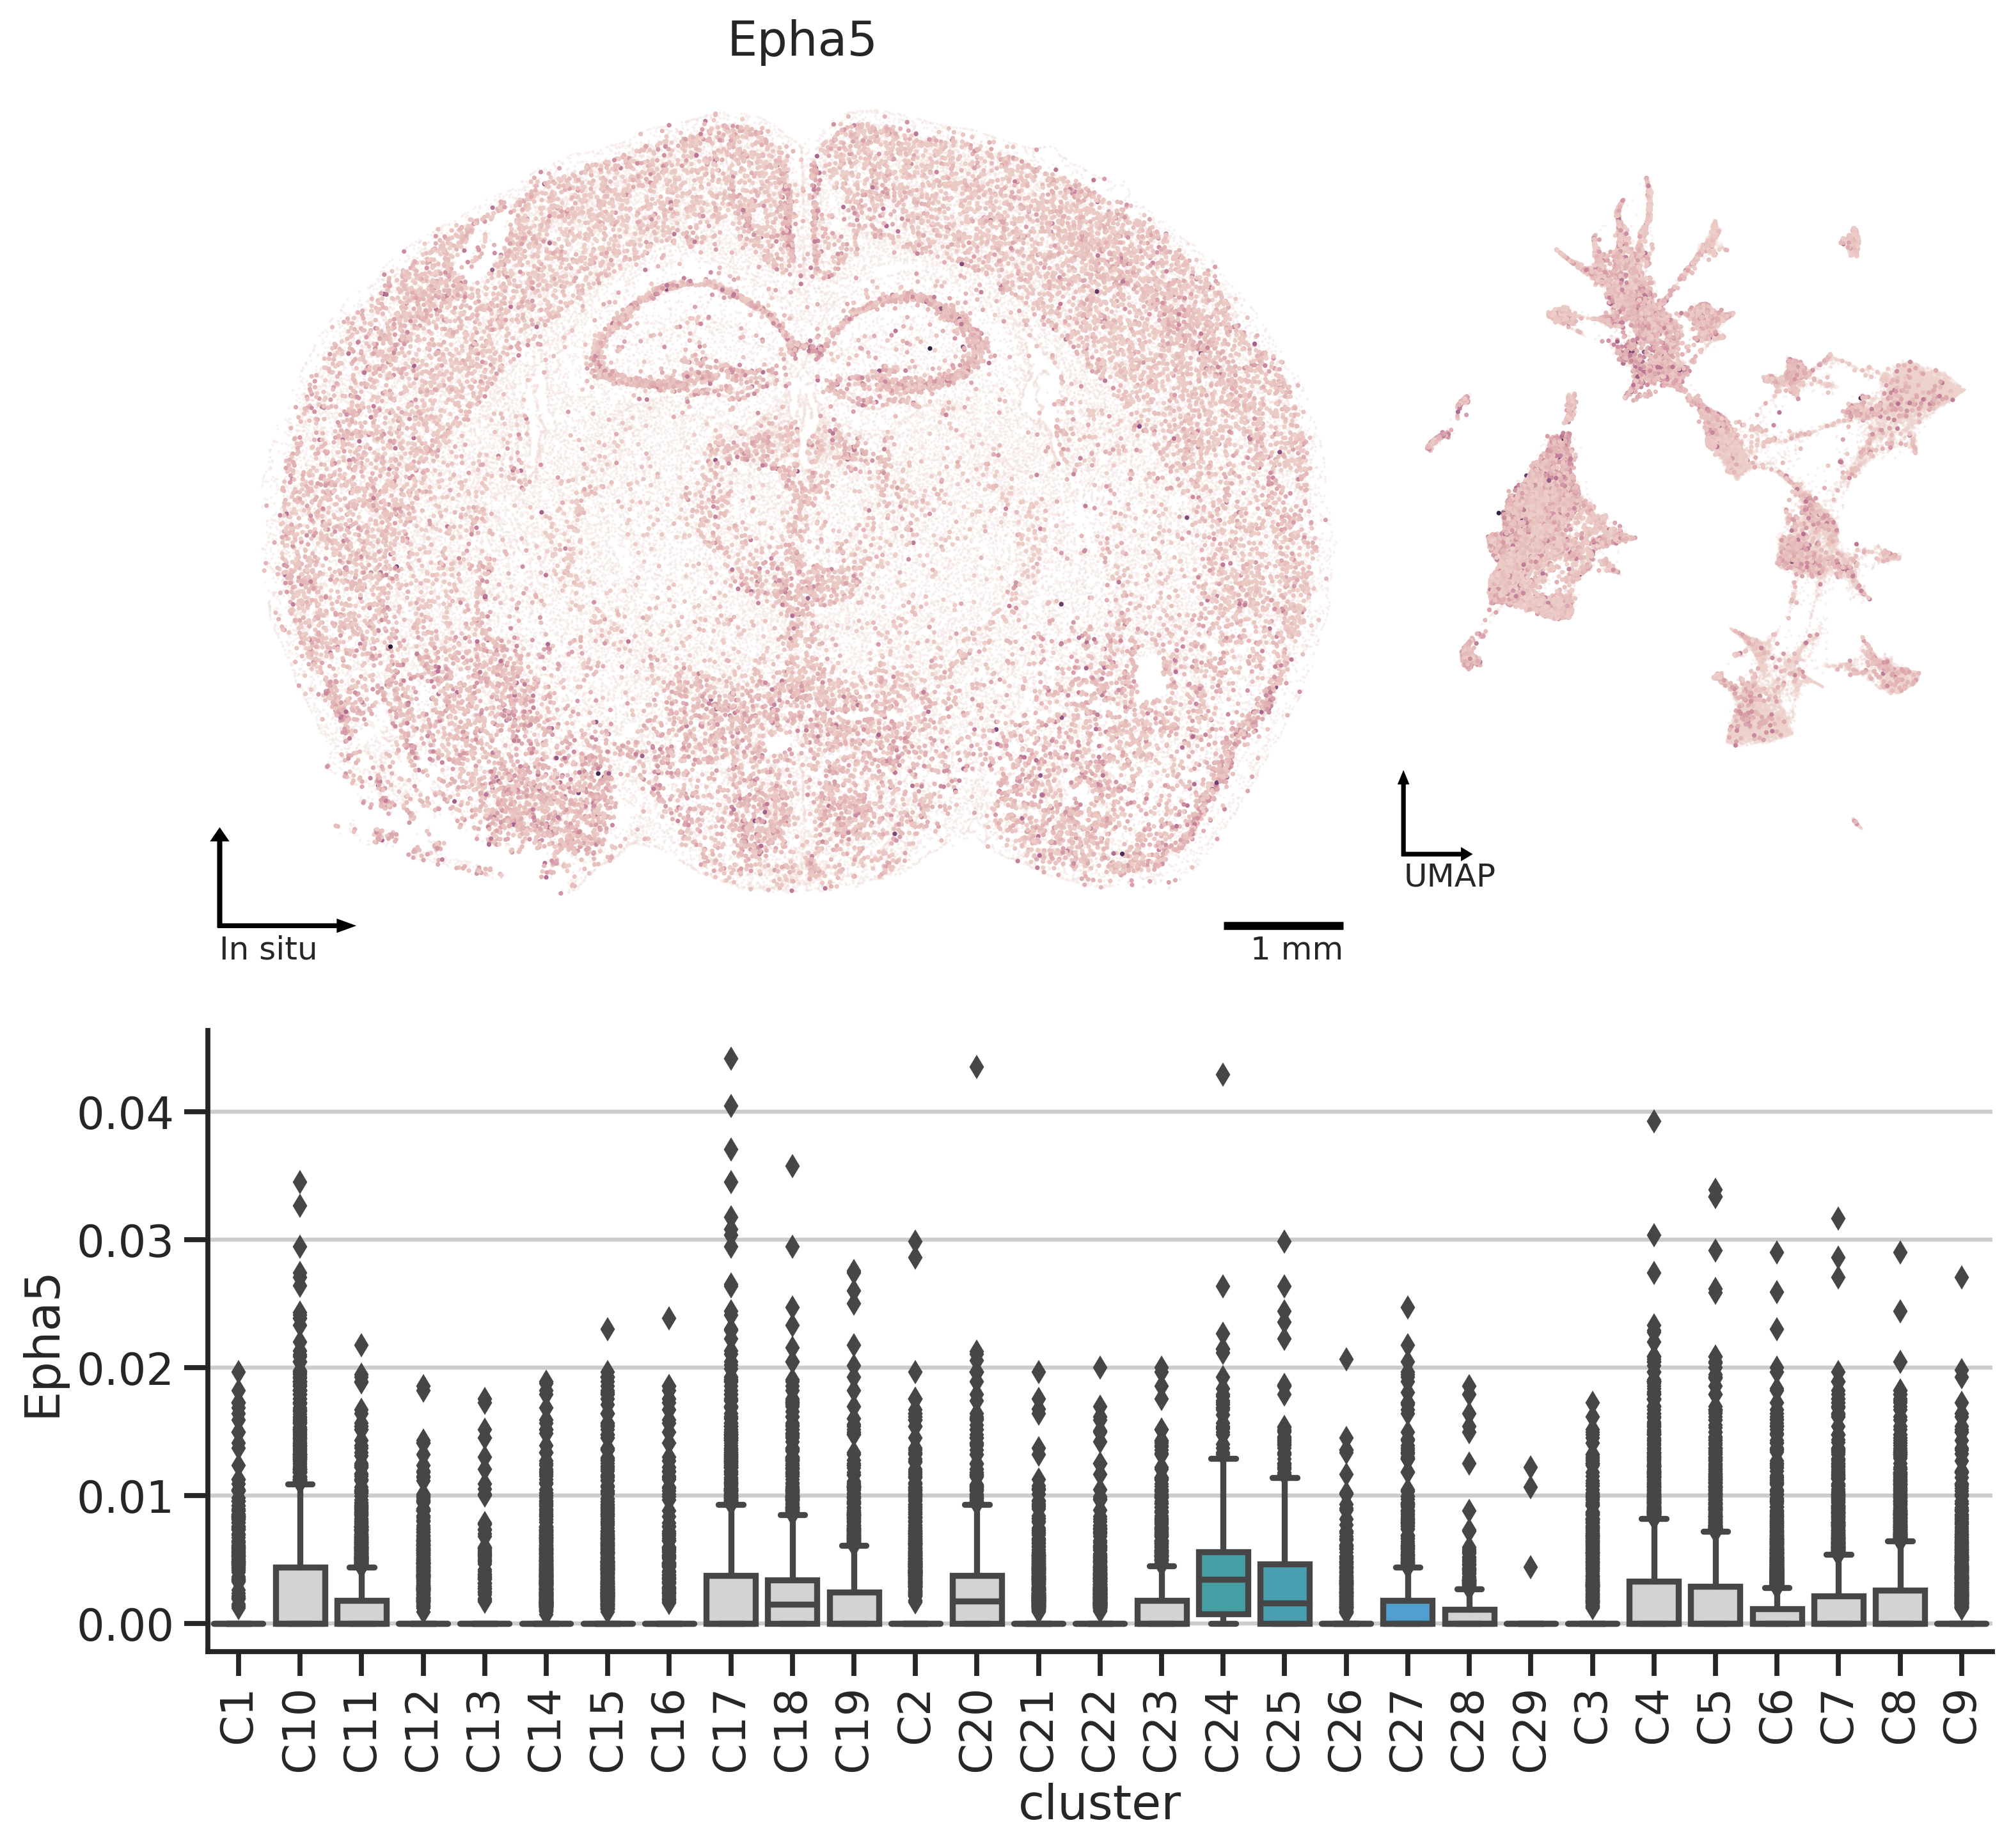 Epha5
In situ
1 mm
UMAP
Epha5
0.04
0.03
0.02
0.01
0.00
C1
C10
C11
C12
C13
C14
C15
C16
C17
C18
C19
C2
C20
C21
C22
C23
C24
C25
C26
C27
C28
C29
C3
C4
C5
C6
C7
C8
C9
cluster